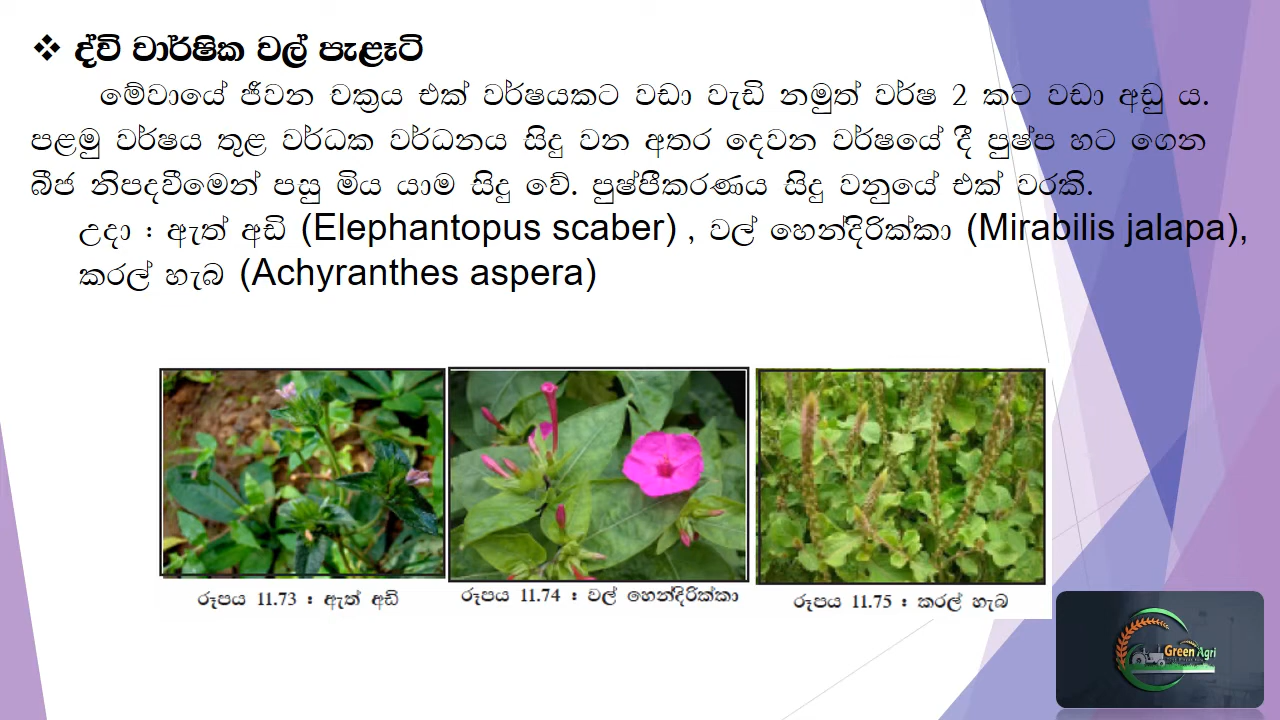 ❖ ද්වි වාර්ෂික වල් පැළෑටි
මේවායේ ජීවන චක්‍රය එක් වර්ෂයකට වඩා වැඩි නමුත් වර්ෂ 2 කට වඩා අඩු ය.
පළමු වර්ෂය තුළ වර්ධක වර්ධනය සිදු වන අතර දෙවන වර්ෂයේ දී පුෂ්ප හට ගෙන
බීජ නිපදවීමෙන් පසු මිය යාම සිදු වේ. පුෂ්පීකරණය සිදු වනුයේ එක් වරකි.
උදා : ඇත් අඩි (Elephantopus scaber) , වල් හෙන්දිරික්කා (Mirabilis jalapa),
කරල් හැබ (Achyranthes aspera)
රූපය 11.73 : ඇත් අඩි
රූපය 11.74 : වල් හෙන්දිරික්කා
රූපය 11.75 : කරල් හැබ
Green Agri